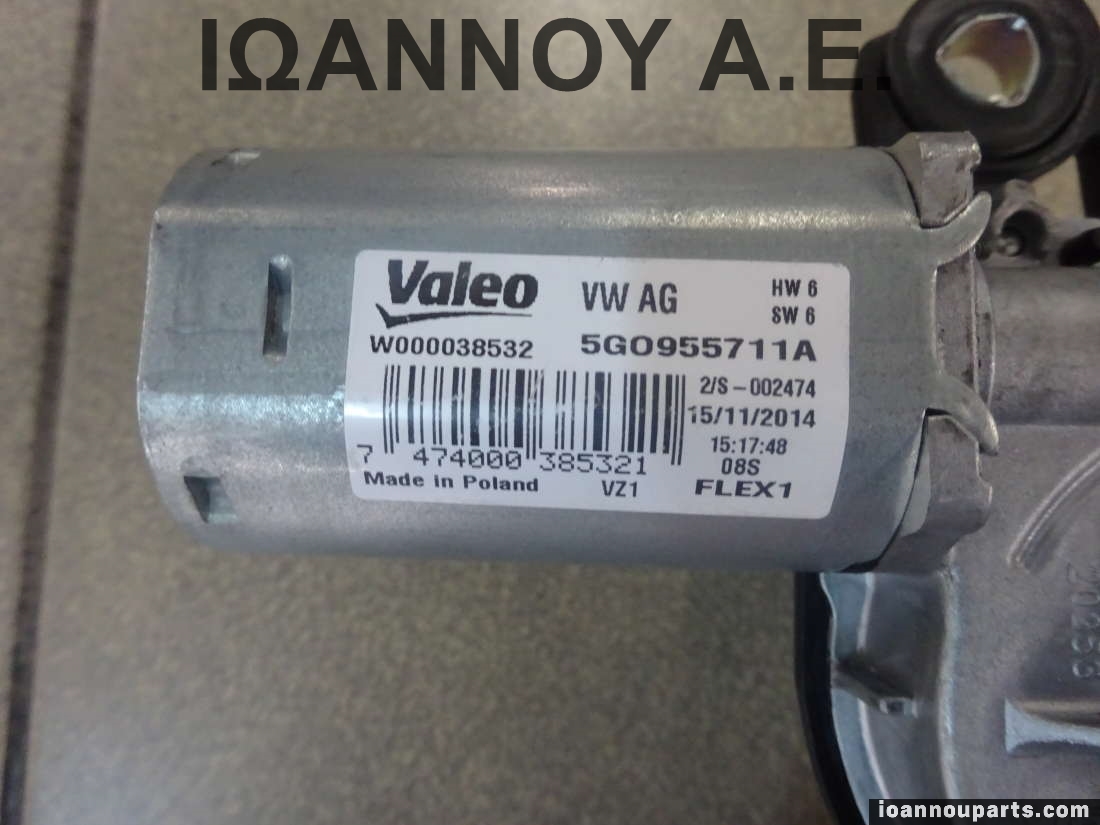 ΙΩΑΝΝΟΥ Α.Ε.
Valeo
VW AG
HW 6
SW 6
W000038532
5G0955711A
2/S-002474
15/11/2014
15:17:48
7 474000 385321
08S
Made in Poland
VZ1
FLEX1
ioannouparts.com